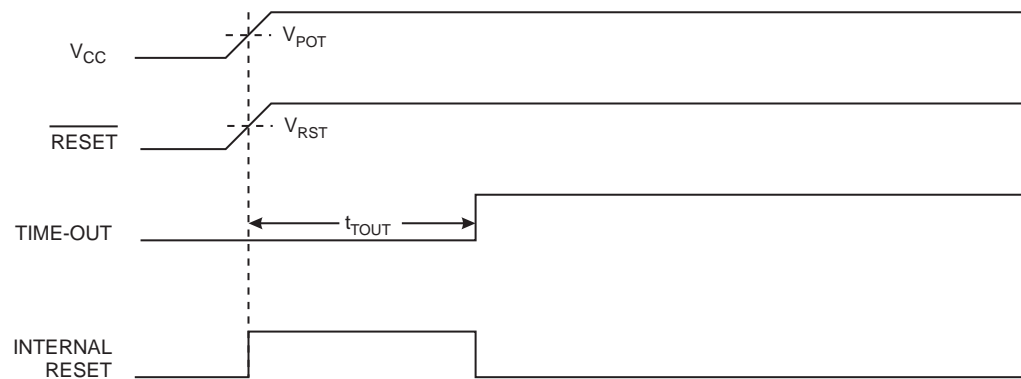 V_CC
V_POT
RESET
V_RST
TIME-OUT
t_TOUT
INTERNAL
RESET